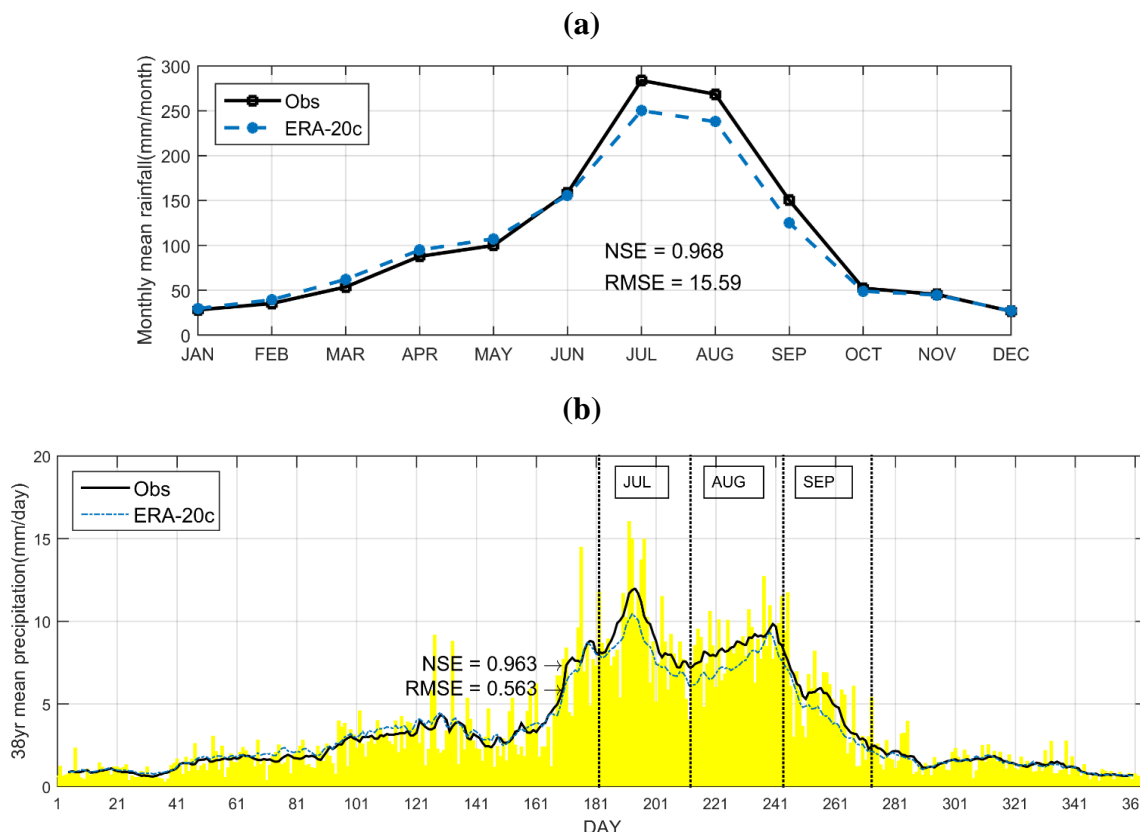 (a)
Monthly mean rainfall(mm/month)
300
250
200
150
100
50
0
Obs
ERA-20c
NSE = 0.968
RMSE = 15.59
JAN FEB MAR APR MAY JUN JUL AUG SEP OCT NOV DEC
(b)
38yr mean precipitation(mm/day)
20
15
10
5
0
Obs
ERA-20c
JUL AUG SEP
NSE = 0.963
RMSE = 0.563
1 21 41 61 81 101 121 141 161 181 201 221 241 261 281 301 321 341
DAY